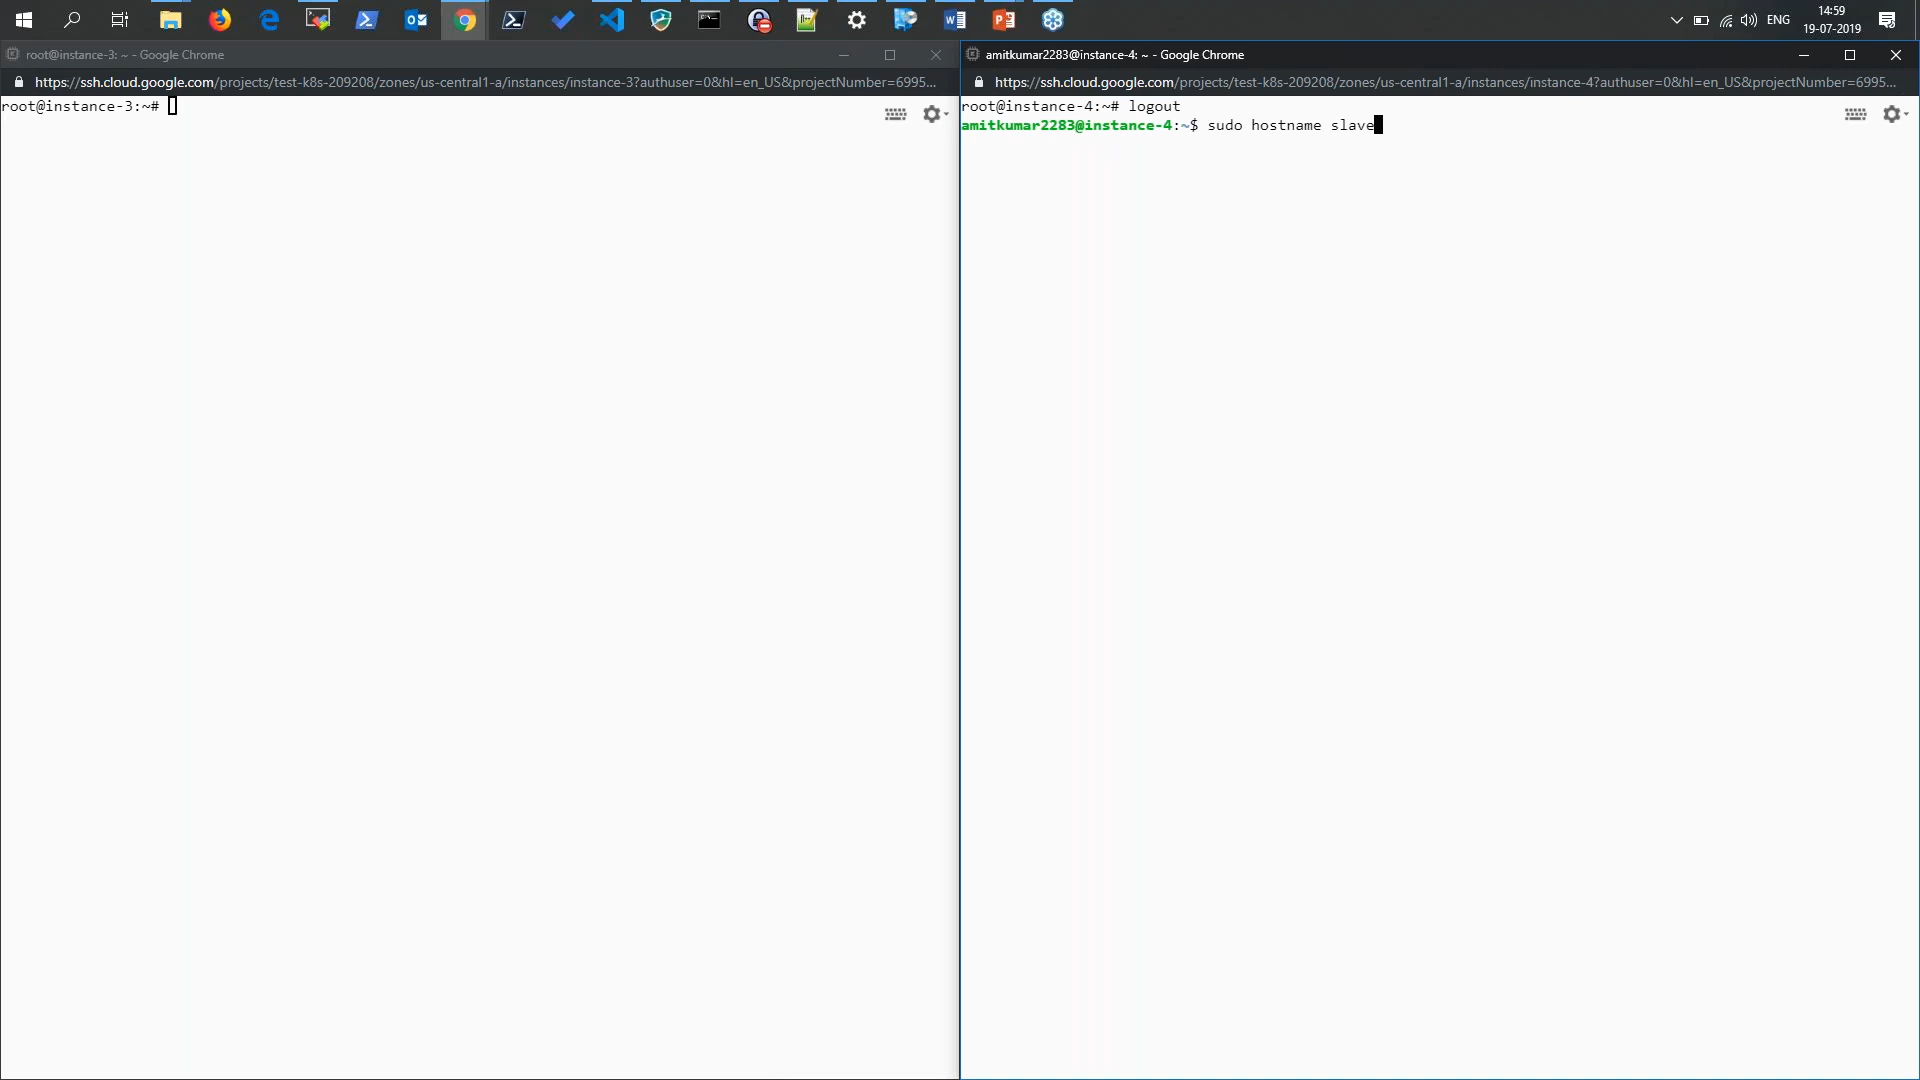 14:59
ENG
19-07-2019
root@instance-3: ~ - Google Chrome
https://ssh.cloud.google.com/projects/test-k8s-209208/zones/us-central1-a/instances/instance-3?authuser=0&hl=en_US&projectNumber=6995...
root@instance-3:~#
amitkumar2283@instance-4: ~ - Google Chrome
https://ssh.cloud.google.com/projects/test-k8s-209208/zones/us-central1-a/instances/instance-4?authuser=0&hl=en_US&projectNumber=6995...
root@instance-4:~# logout
amitkumar2283@instance-4:~$ sudo hostname slave